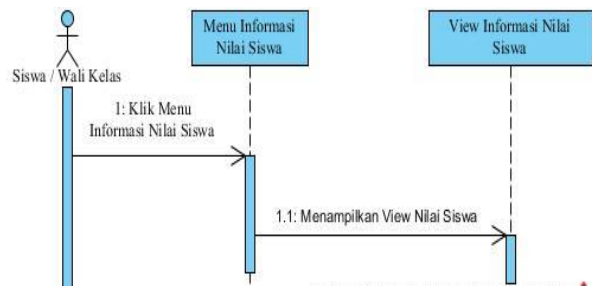 Menu Informasi
Nilai Siswa
View Informasi Nilai
Siswa
Siswa / Wali Kelas
1: Klik Menu
Informasi Nilai Siswa
1.1: Menampilkan View Nilai Siswa